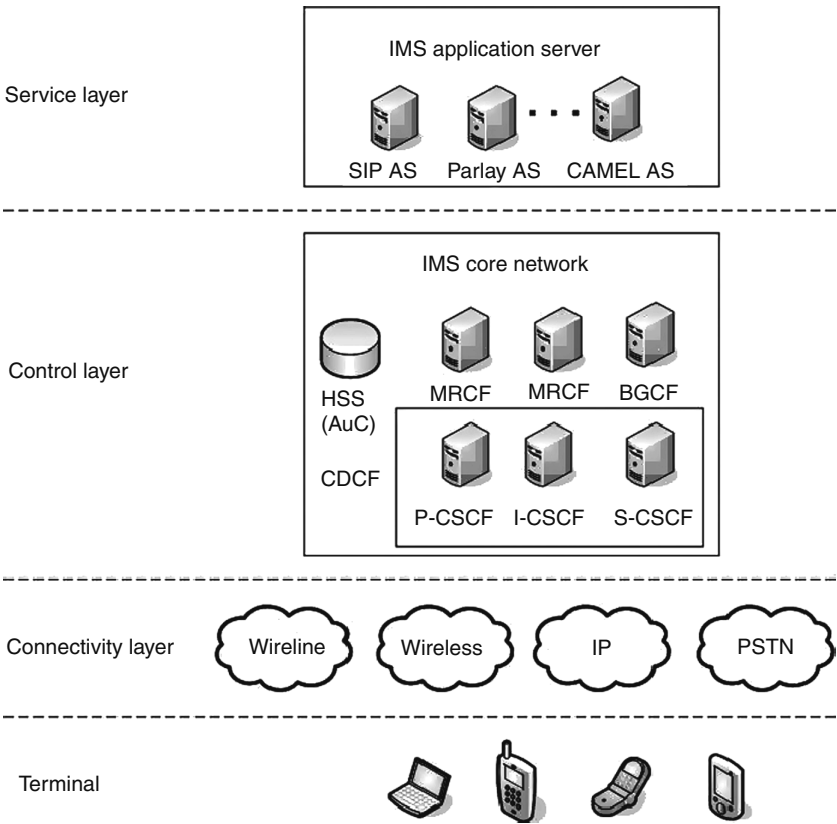 IMS application server
Service layer
SIP AS
Parlay AS
CAMEL AS
IMS core network
Control layer
MRCF
MRCF
BGCF
HSS
(AuC)
CDCF
P-CSCF
I-CSCF
S-CSCF
Connectivity layer
Wireline
Wireless
IP
PSTN
Terminal